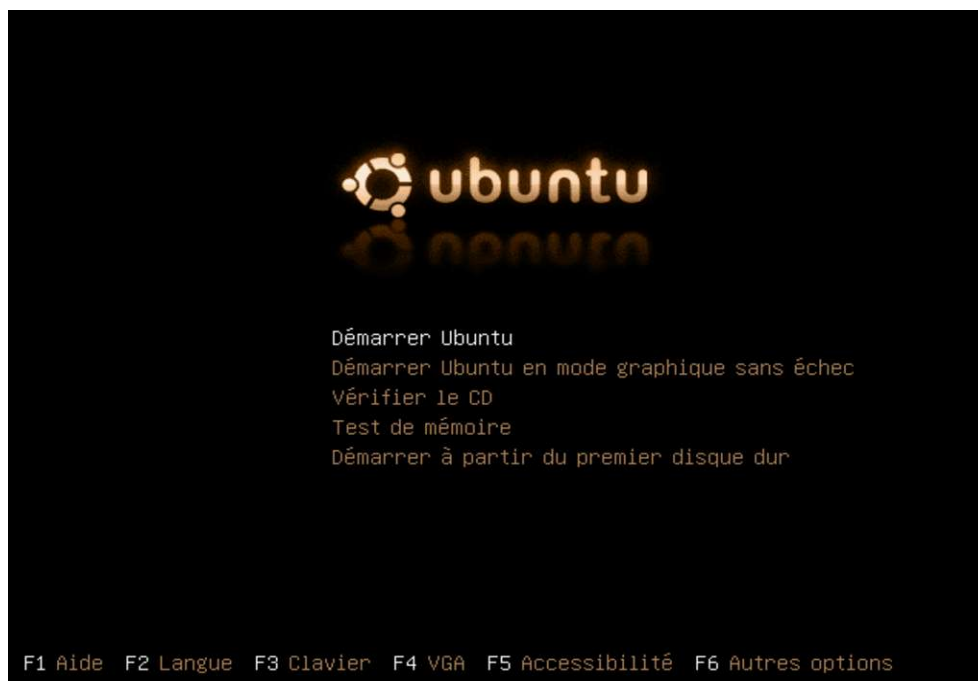 ubuntu
Démarrer Ubuntu
Démarrer Ubuntu en mode graphique sans échec
Vérifier le CD
Test de mémoire
Démarrer à partir du premier disque dur
F1 Aide F2 Langue F3 Clavier F4 VGA F5 Accessibilité F6 Autres options